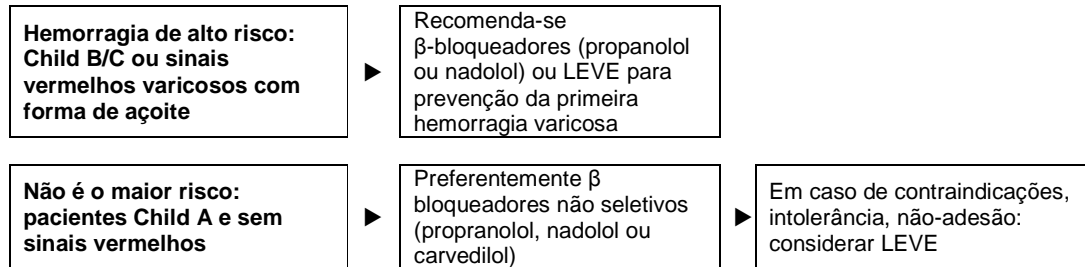 Hemorragia de alto risco:
Child B/C ou sinais
vermelhos varicosos com
forma de açoite
Recomenda-se
β-bloqueadores (propanolol
ou nadolol) ou LEVE para
prevenção da primeira
hemorragia varicosa
Não é o maior risco:
pacientes Child A e sem
sinais vermelhos
Preferentemente β
bloqueadores não seletivos
(propranolol, nadolol ou
carvedilol)
Em caso de contraindicações,
intolerância, não-adesão:
considerar LEVE